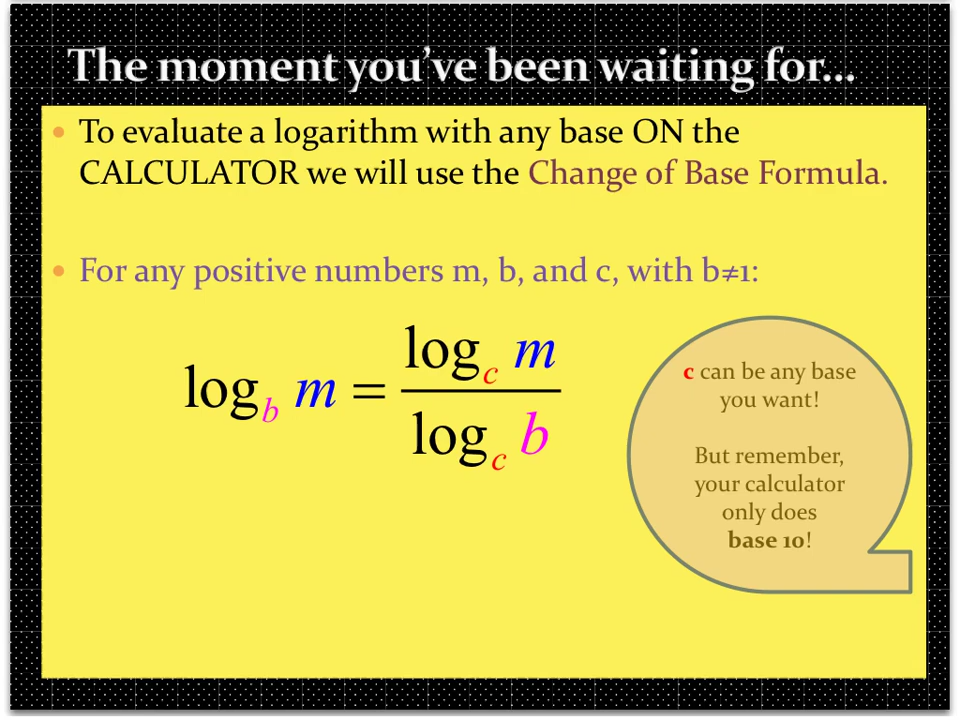 The moment you've been waiting for...
• To evaluate a logarithm with any base ON the
CALCULATOR we will use the Change of Base Formula.
• For any positive numbers m, b, and c, with b≠1:
log_b m = log_c m / log_c b
c can be any base
you want!
But remember,
your calculator
only does
base 10!